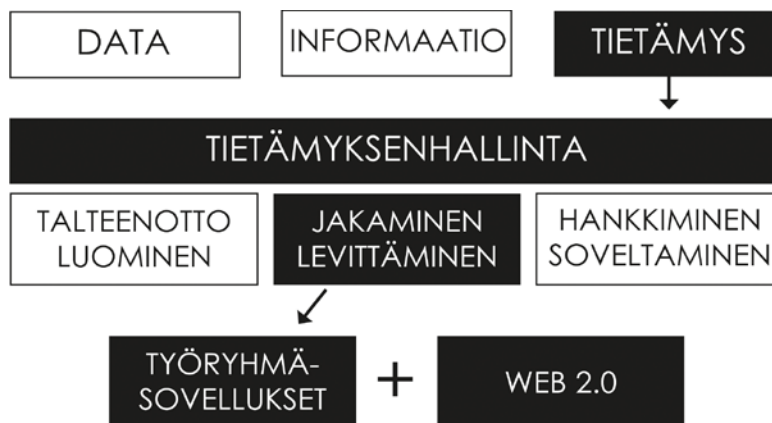 DATA
INFORMAATIO
TIETÄMYS
TIETÄMYKSENHALLINTA
TALTEENOTTO
LUOMINEN
JAKAMINEN
LEVITTÄMINEN
HANKKIMINEN
SOVELTAMINEN
TYÖRYHMÄ-
SOVELLUKSET
+
WEB 2.0